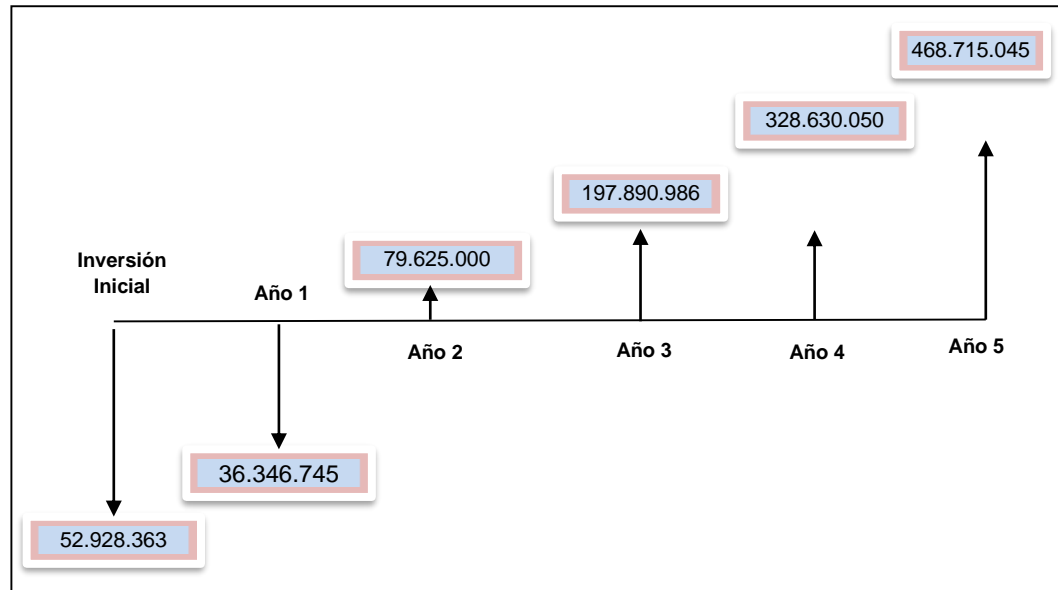 468.715.045
328.630.050
197.890.986
79.625.000
Inversión
Inicial
Año 1
Año 2
Año 3
Año 4
Año 5
36.346.745
52.928.363